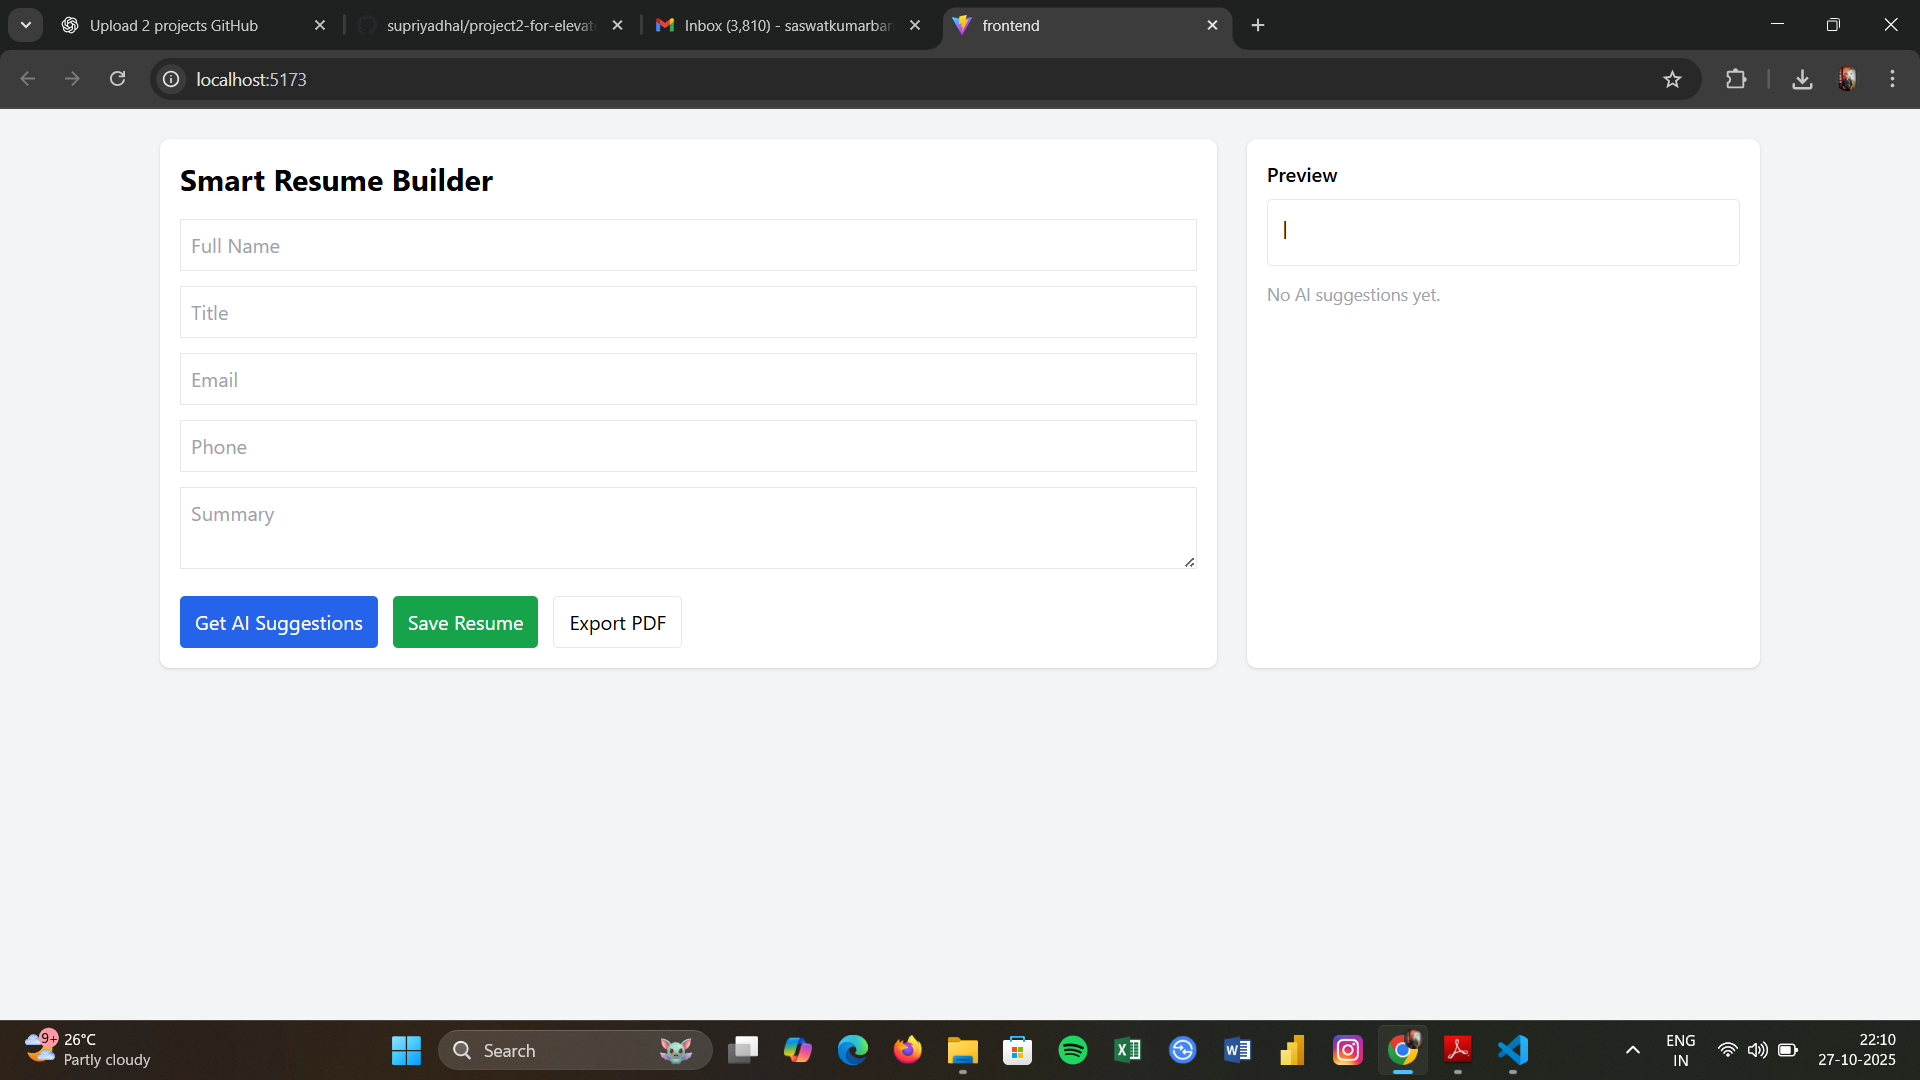 Upload 2 projects GitHub
supriyadhal/project2-for-elevat
Inbox (3,810) - saswatkumarbar
frontend
localhost:5173
Smart Resume Builder
Full Name
Title
Email
Phone
Summary
Get AI Suggestions
Save Resume
Export PDF
Preview
|
No AI suggestions yet.
9+
26°C
Partly cloudy
Search
ENG
IN
22:10
27-10-2025